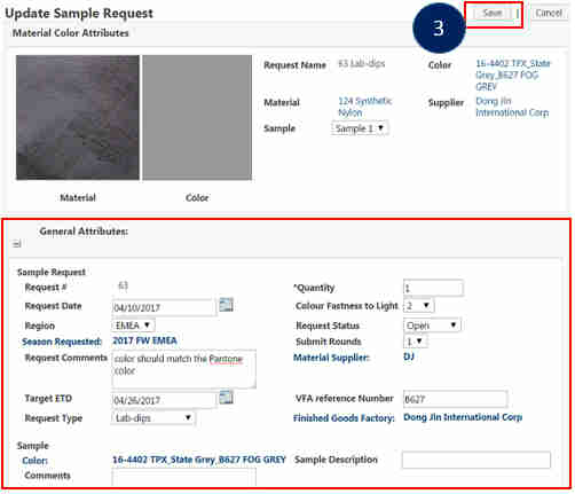 Update Sample Request
Save | Cancel
3
Material Color Attributes
Request Name 63 Lab-dips Color 16-4402 TPX_State
Grey_B627 FOG
GREY
Material 124 Synthetic Supplier Dong Jin
Nylon International Corp
Sample Sample 1
Material Color
General Attributes:
Sample Request
Request # 63 *Quantity 1
Request Date 04/10/2017 Colour Fastness to Light 2
Region EMEA Request Status Open
Season Requested: 2017 FW EMEA Submit Rounds 1
Request Comments color should match the Pantone Material Supplier: DJ
color
Target ETD 04/26/2017 VFA reference Number B627
Request Type Lab-dips Finished Goods Factory: Dong Jin International Corp
Sample
Color: 16-4402 TPX_State Grey_B627 FOG GREY Sample Description
Comments